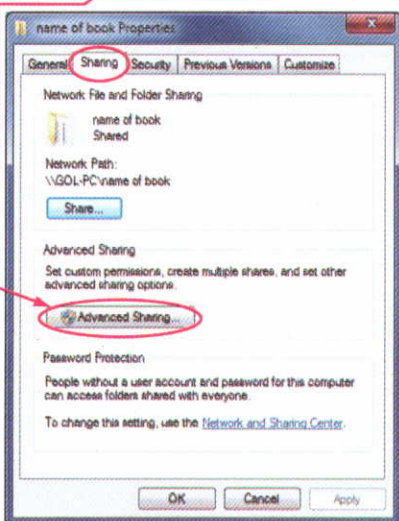 name of book Properties
General Sharing Security Previous Versions Customize
Network File and Folder Sharing
name of book
Shared
Network Path:
\\GOL-PC\name of book
Share...
Advanced Sharing
Set custom permissions, create multiple shares, and set other
advanced sharing options.
Advanced Sharing...
Password Protection
People without a user account and password for this computer
can access folders shared with everyone.
To change this setting, use the Network and Sharing Center.
OK Cancel Apply